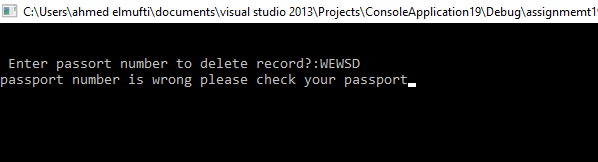 C:\Users\ahmed elmufti\documents\visual studio 2013\Projects\ConsoleApplication19\Debug\assignmemt1
Enter passort number to delete record?:WEWSD
passport number is wrong please check your passport